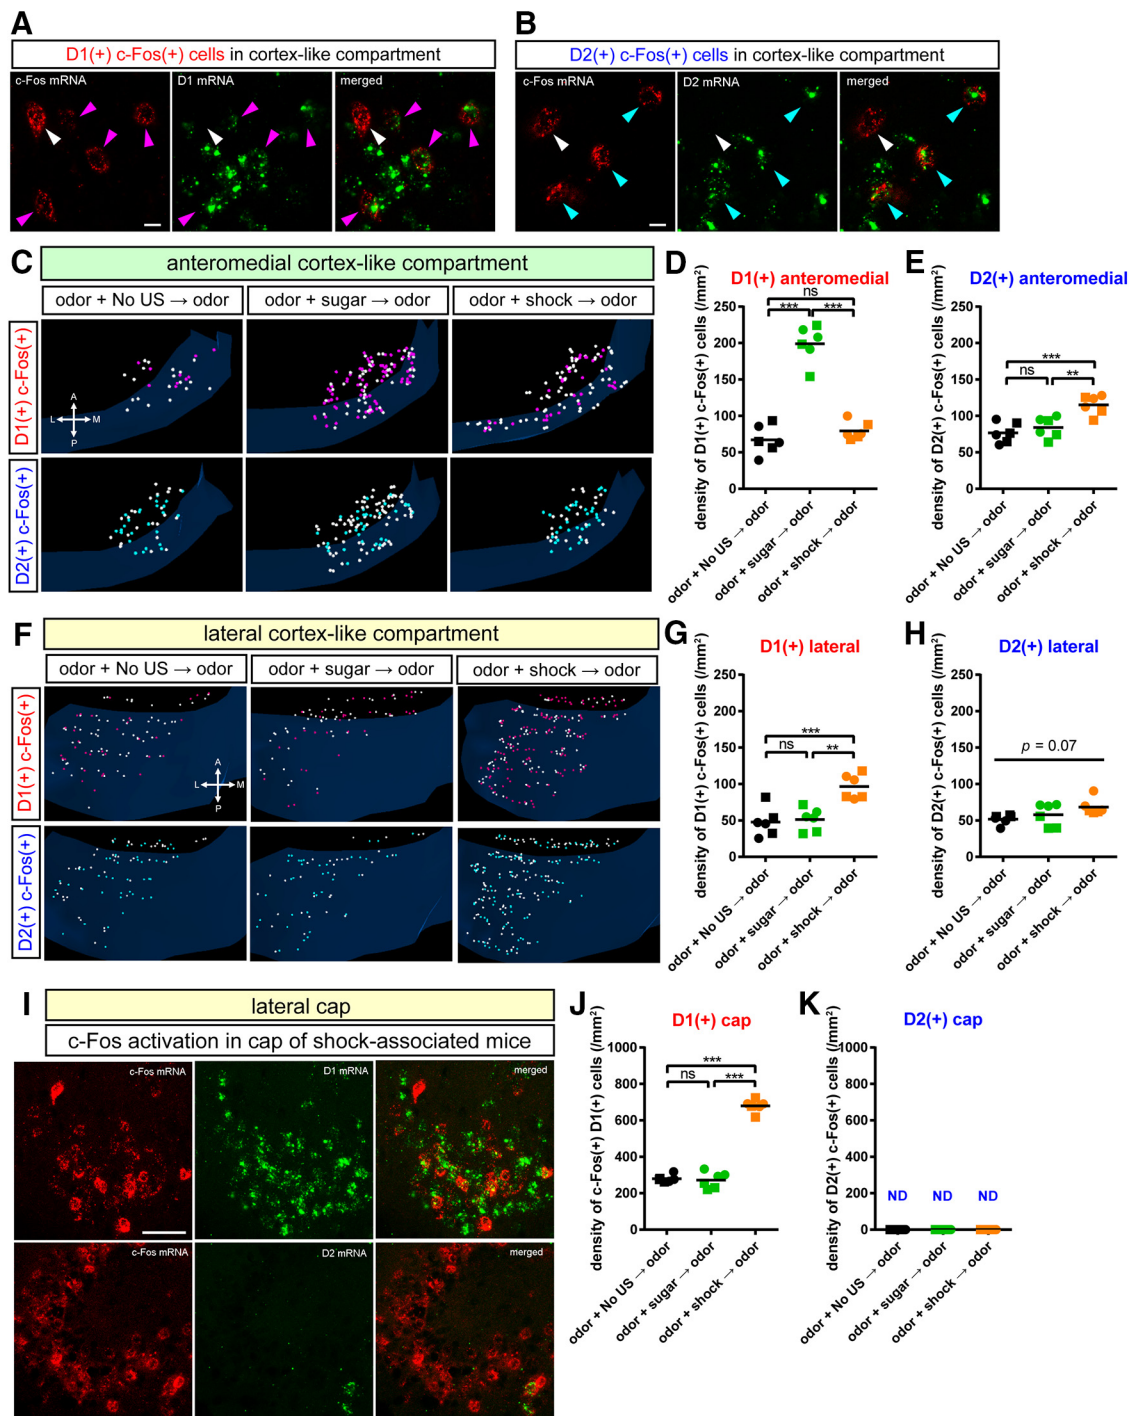 A
D1(+) c-Fos(+) cells in cortex-like compartment
c-Fos mRNA
D1 mRNA
merged
B
D2(+) c-Fos(+) cells in cortex-like compartment
c-Fos mRNA
D2 mRNA
merged
C
anteromedial cortex-like compartment
odor + No US → odor
odor + sugar → odor
odor + shock → odor
D1(+) c-Fos(+)
A
L
M
P
D2(+) c-Fos(+)
D
D1(+) anteromedial
density of D1(+) c-Fos(+) cells (/mm²)
250
200
150
100
50
0
ns
***
***
odor + No US → odor
odor + sugar → odor
odor + shock → odor
E
D2(+) anteromedial
density of D2(+) c-Fos(+) cells (/mm²)
250
200
150
100
50
0
***
ns
**
odor + No US → odor
odor + sugar → odor
odor + shock → odor
F
lateral cortex-like compartment
odor + No US → odor
odor + sugar → odor
odor + shock → odor
D1(+) c-Fos(+)
A
L
M
P
D2(+) c-Fos(+)
G
D1(+) lateral
density of D1(+) c-Fos(+) cells (/mm²)
250
200
150
100
50
0
***
ns
**
odor + No US → odor
odor + sugar → odor
odor + shock → odor
H
D2(+) lateral
density of D2(+) c-Fos(+) cells (/mm²)
250
200
150
100
50
0
p = 0.07
odor + No US → odor
odor + sugar → odor
odor + shock → odor
I
lateral cap
c-Fos activation in cap of shock-associated mice
c-Fos mRNA
D1 mRNA
merged
c-Fos mRNA
D2 mRNA
merged
J
D1(+) cap
density of c-Fos(+) D1(+) cells (/mm²)
1000
800
600
400
200
0
***
ns
***
odor + No US → odor
odor + sugar → odor
odor + shock → odor
K
D2(+) cap
density of D2(+) c-Fos(+) cells (/mm²)
1000
800
600
400
200
0
ND
ND
ND
odor + No US → odor
odor + sugar → odor
odor + shock → odor